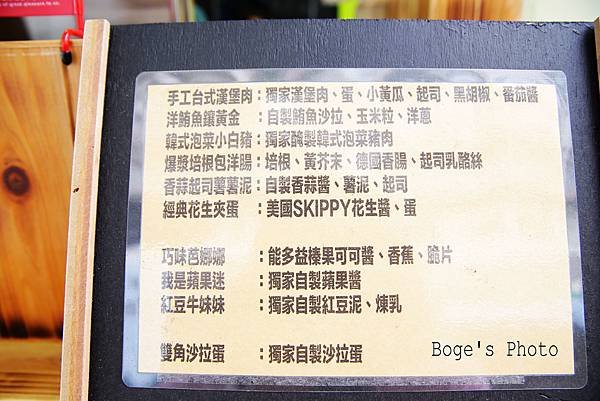 手工台式漢堡肉：獨家漢堡肉、蛋、小黃瓜、起司、黑胡椒、番茄醬
洋鮪魚鑲黃金：自製鮪魚沙拉、玉米粒、洋蔥
韓式泡菜小白豬：獨家醃製韓式泡菜豬肉
爆漿培根包洋腸：培根、黃芥末、德國香腸、起司乳酪絲
香蒜起司薯薯泥：自製香蒜醬、薯泥、起司
經典花生夾蛋：美國SKIPPY花生醬、蛋
巧味芭娜娜：能多益榛果可可醬、香蕉、脆片
我是蘋果迷：獨家自製蘋果醬
紅豆牛妹妹：獨家自製紅豆泥、煉乳
雙角沙拉蛋：獨家自製沙拉蛋
Boge's Photo